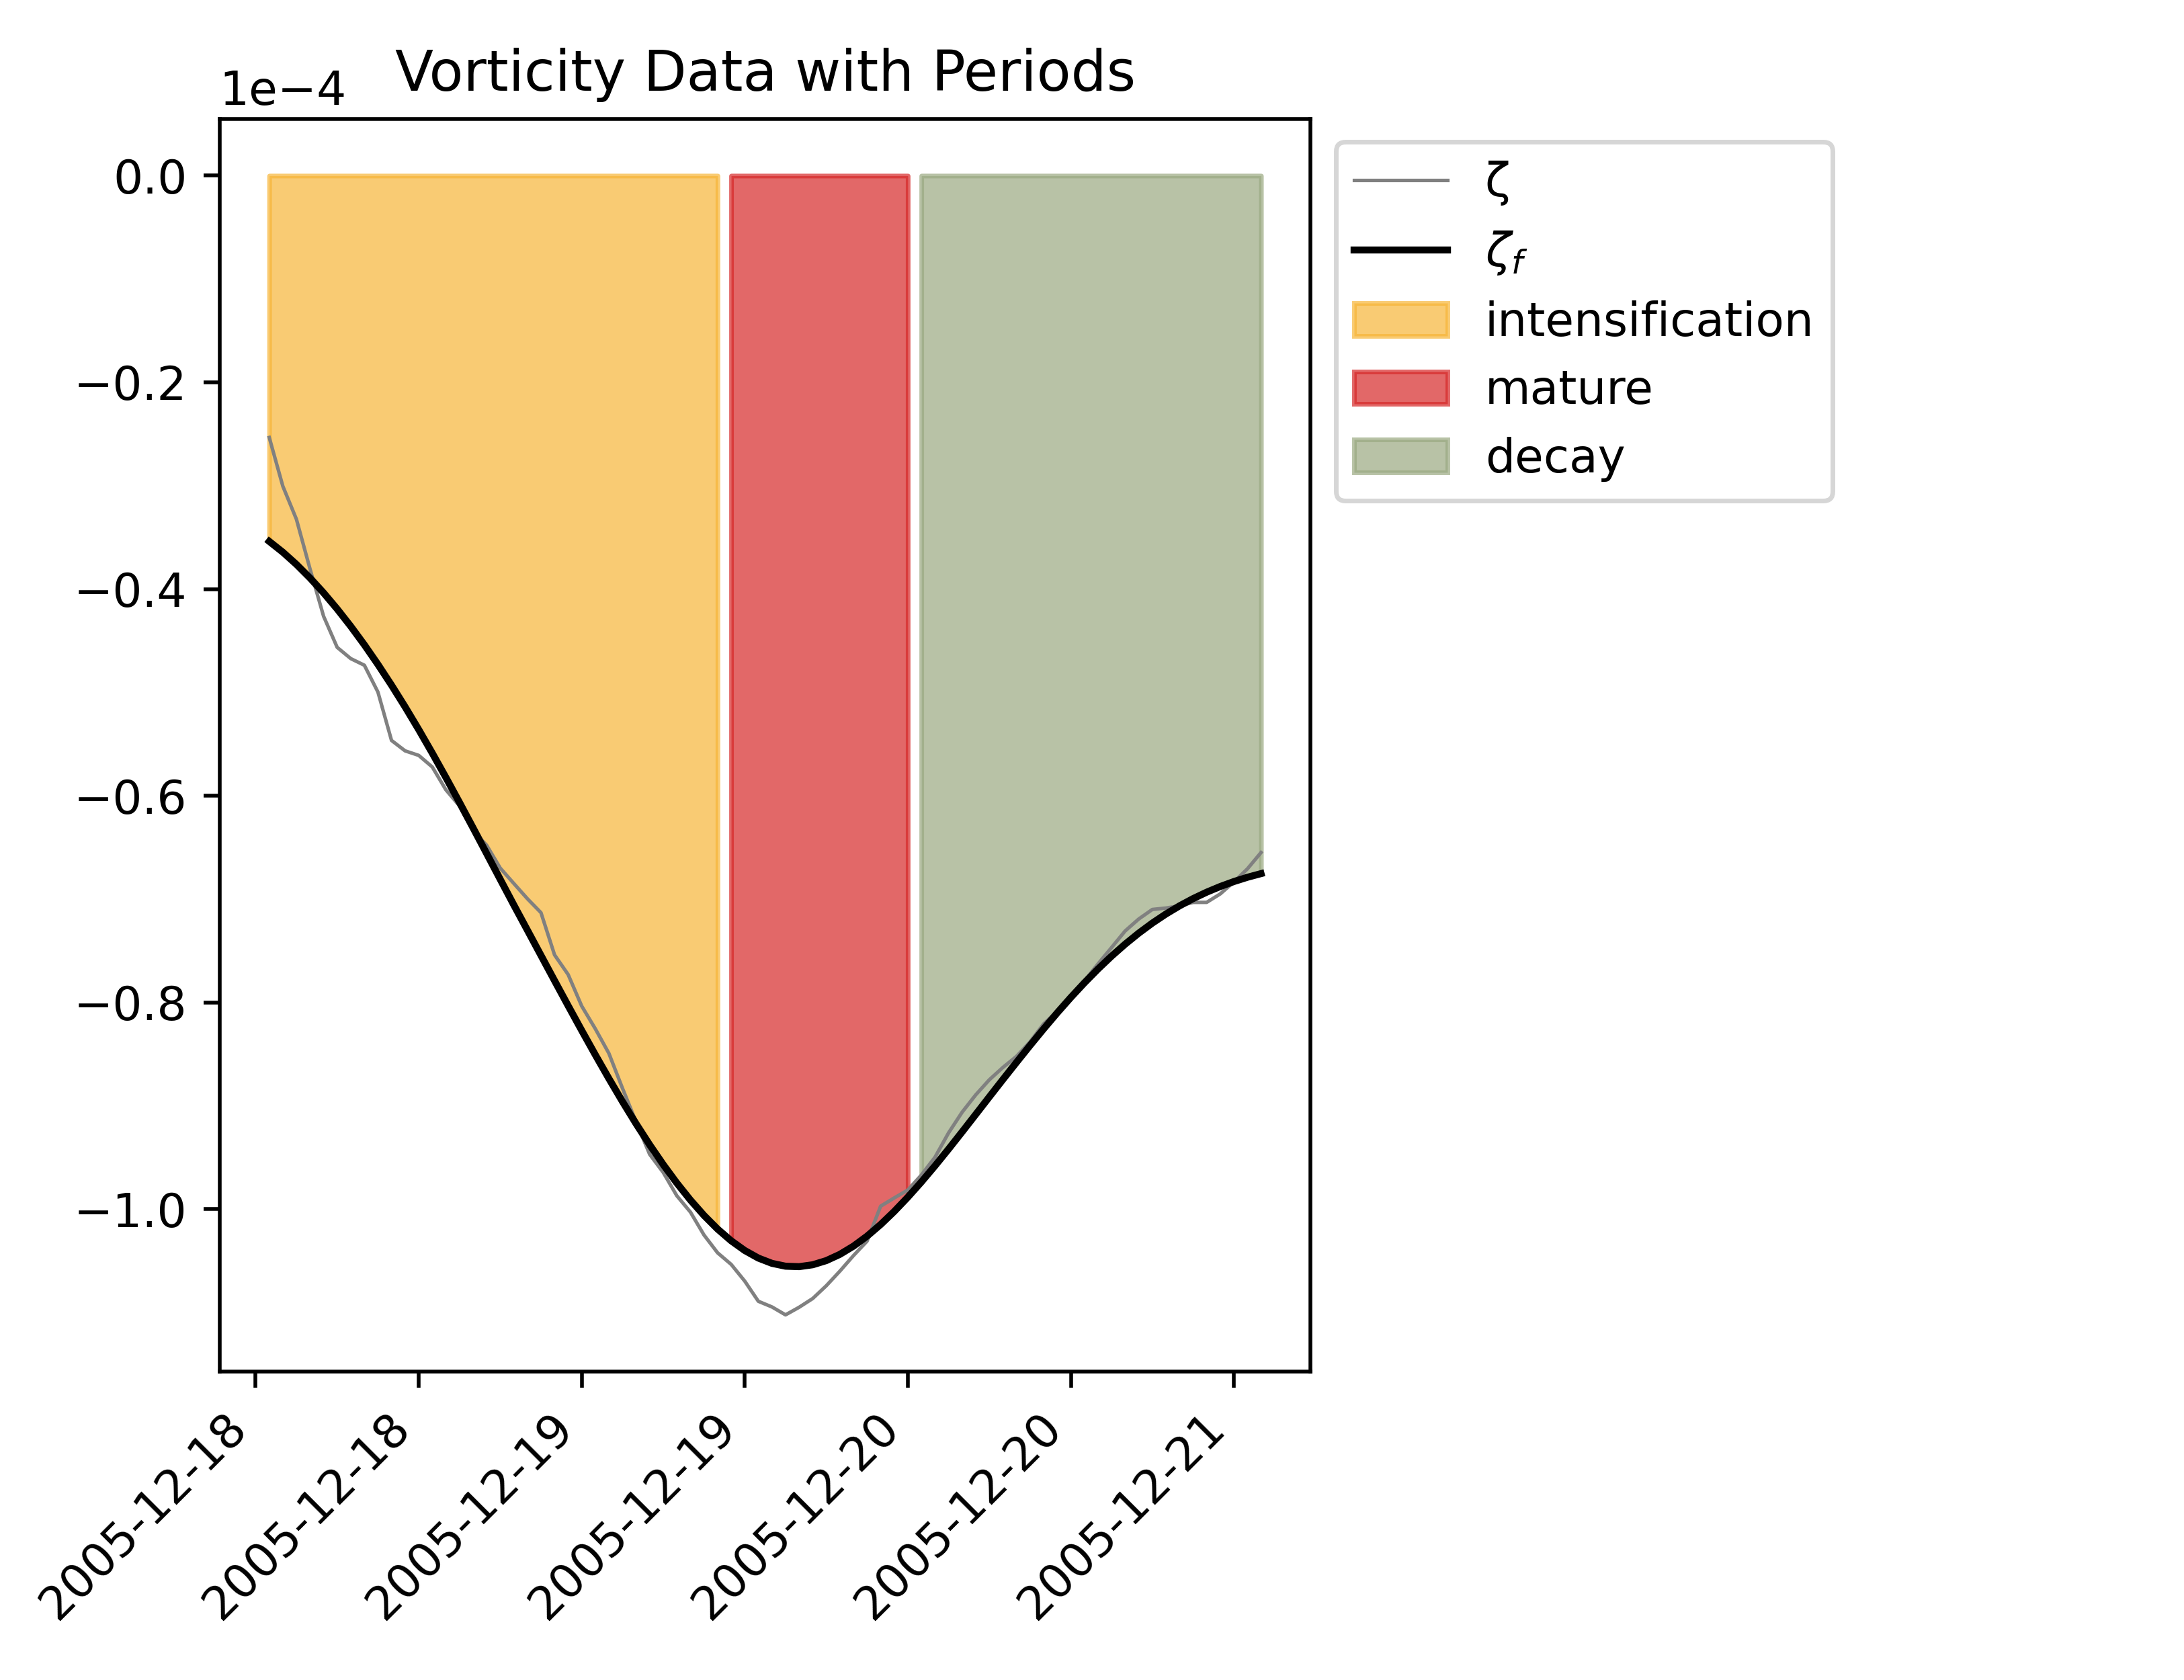 Vorticity Data with Periods
1e−4
0.0
−0.2
−0.4
−0.6
−0.8
−1.0
2005-12-18
2005-12-18
2005-12-19
2005-12-19
2005-12-20
2005-12-20
2005-12-21
ζ
ζf
intensification
mature
decay